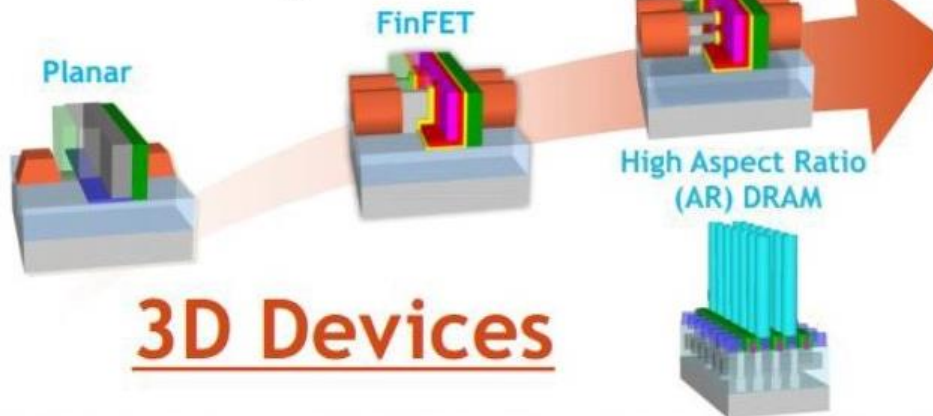 FinFET
Planar
High Aspect Ratio
(AR) DRAM
3D Devices